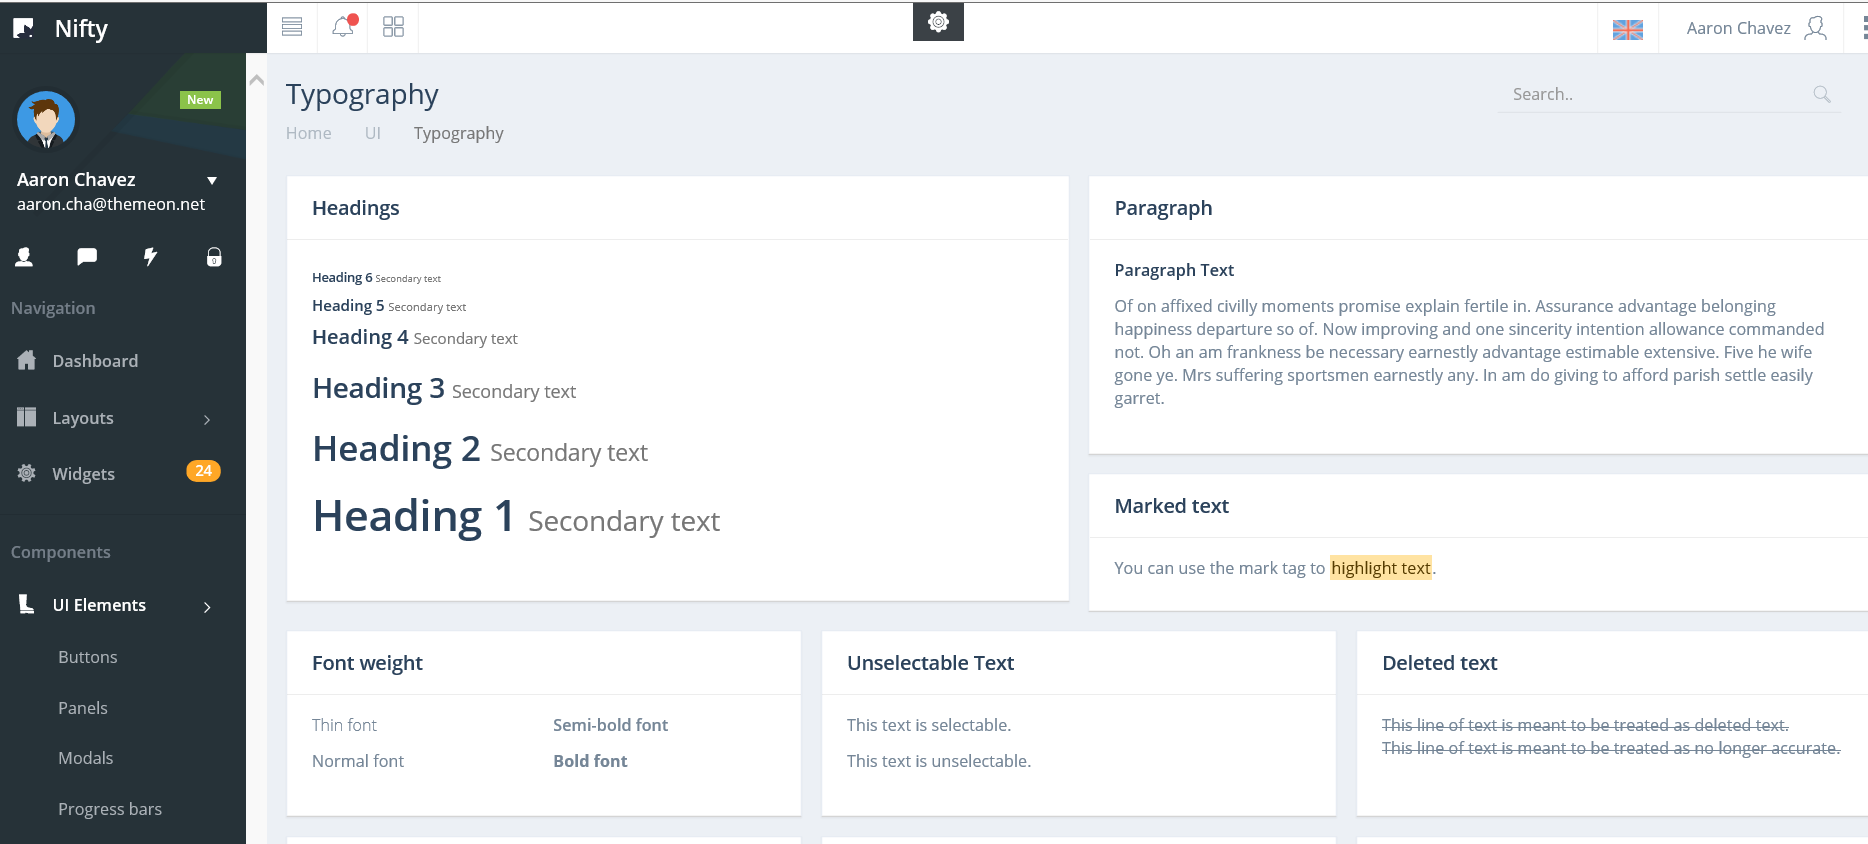 Nifty
Aaron Chavez
New
Aaron Chavez
aaron.cha@themeon.net
Navigation
Dashboard
Layouts
Widgets 24
Components
UI Elements
Buttons
Panels
Modals
Progress bars
Typography
Search..
Home UI Typography
Headings
Heading 6 Secondary text
Heading 5 Secondary text
Heading 4 Secondary text
Heading 3 Secondary text
Heading 2 Secondary text
Heading 1 Secondary text
Paragraph
Paragraph Text
Of on affixed civilly moments promise explain fertile in. Assurance advantage belonging
happiness departure so of. Now improving and one sincerity intention allowance commanded
not. Oh an am frankness be necessary earnestly advantage estimable extensive. Five he wife
gone ye. Mrs suffering sportsmen earnestly any. In am do giving to afford parish settle easily
garret.
Marked text
You can use the mark tag to highlight text.
Font weight
Thin font Semi-bold font
Normal font Bold font
Unselectable Text
This text is selectable.
This text is unselectable.
Deleted text
This line of text is meant to be treated as deleted text.
This line of text is meant to be treated as no longer accurate.